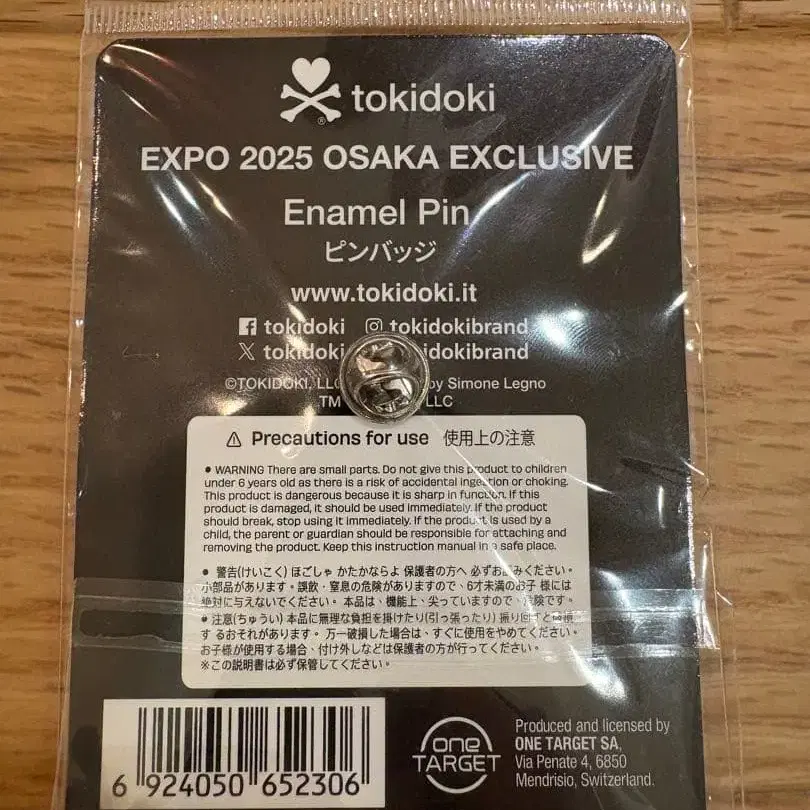 tokidoki
®
EXPO 2025 OSAKA EXCLUSIVE
Enamel Pin
ピンバッジ
www.tokidoki.it
tokidoki tokidokibrand
tokidoki tokidokibrand
©TOKIDOKI, LLC by Simone Legno
TM LLC
Precautions for use 使用上の注意
● WARNING There are small parts. Do not give this product to children
under 6 years old as there is a risk of accidental ingestion or choking.
This product is dangerous because it is sharp in function. If this
product is damaged, it should be used immediately. If the product
should break, stop using it immediately. If the product is used by a
child, the parent or guardian should be responsible for attaching and
removing the product. Keep this instruction manual in a safe place.
● 警告(けいこく) ほごしゃ かたかならよ 保護者の方へ 必ずお読みください。
小部品があります。誤飲・窒息の危険がありますので、6才未満のお子 様には
絶対に与えないでください。 本品は、機能上、尖っていますので、危険です。
● 注意(ちゅうい) 本品に無理な負担を掛けたり(引っ張ったり) 振り回すと破損
す るおそれがあります。 万一破損した場合は、すぐに使用をやめてください。
お子様が使用する場合、付け外しなどは保護者の方が行ってください。
※この説明書は必ず保管してください。
6 924050 652306
one
TARGET
Produced and licensed by
ONE TARGET SA,
Via Penate 4, 6850
Mendrisio, Switzerland.